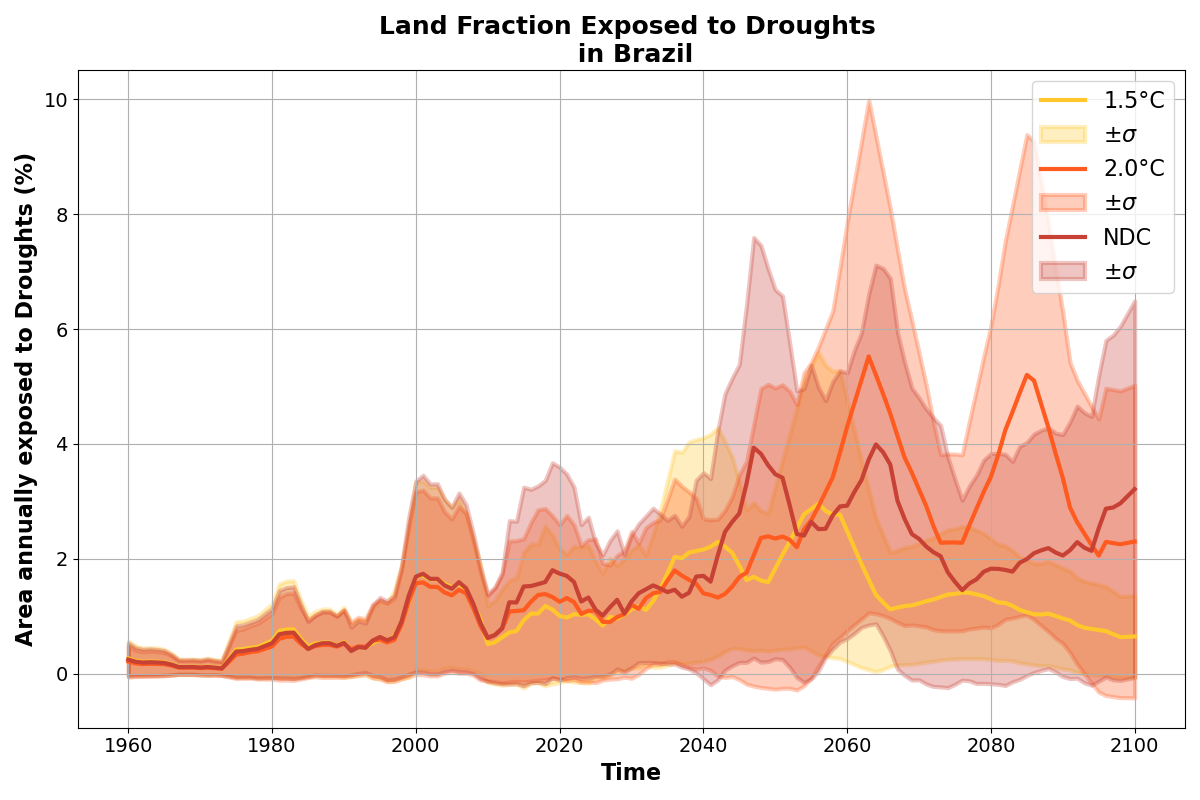 Land Fraction Exposed to Droughts
in Brazil
Area annually exposed to Droughts (%)
10
8
6
4
2
0
1960
1980
2000
2020
2040
2060
2080
2100
Time
1.5°C
±σ
2.0°C
±σ
NDC
±σ